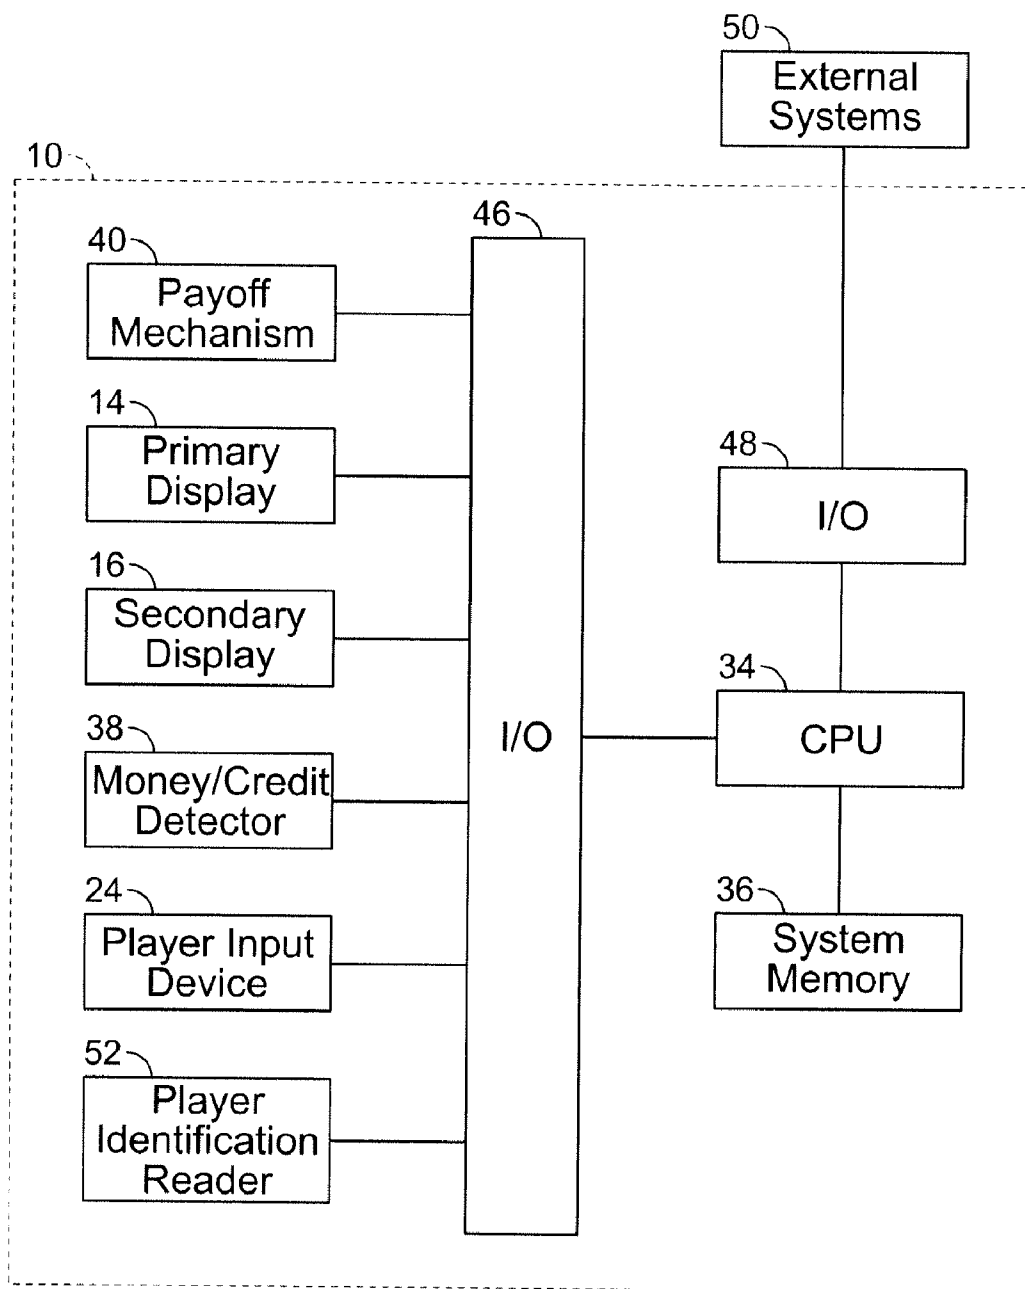 50
External
Systems
10
46
40
Payoff
Mechanism
14
Primary
Display
48
I/O
16
Secondary
Display
34
CPU
I/O
38
Money/Credit
Detector
24
Player Input
Device
36
System
Memory
52
Player
Identification
Reader